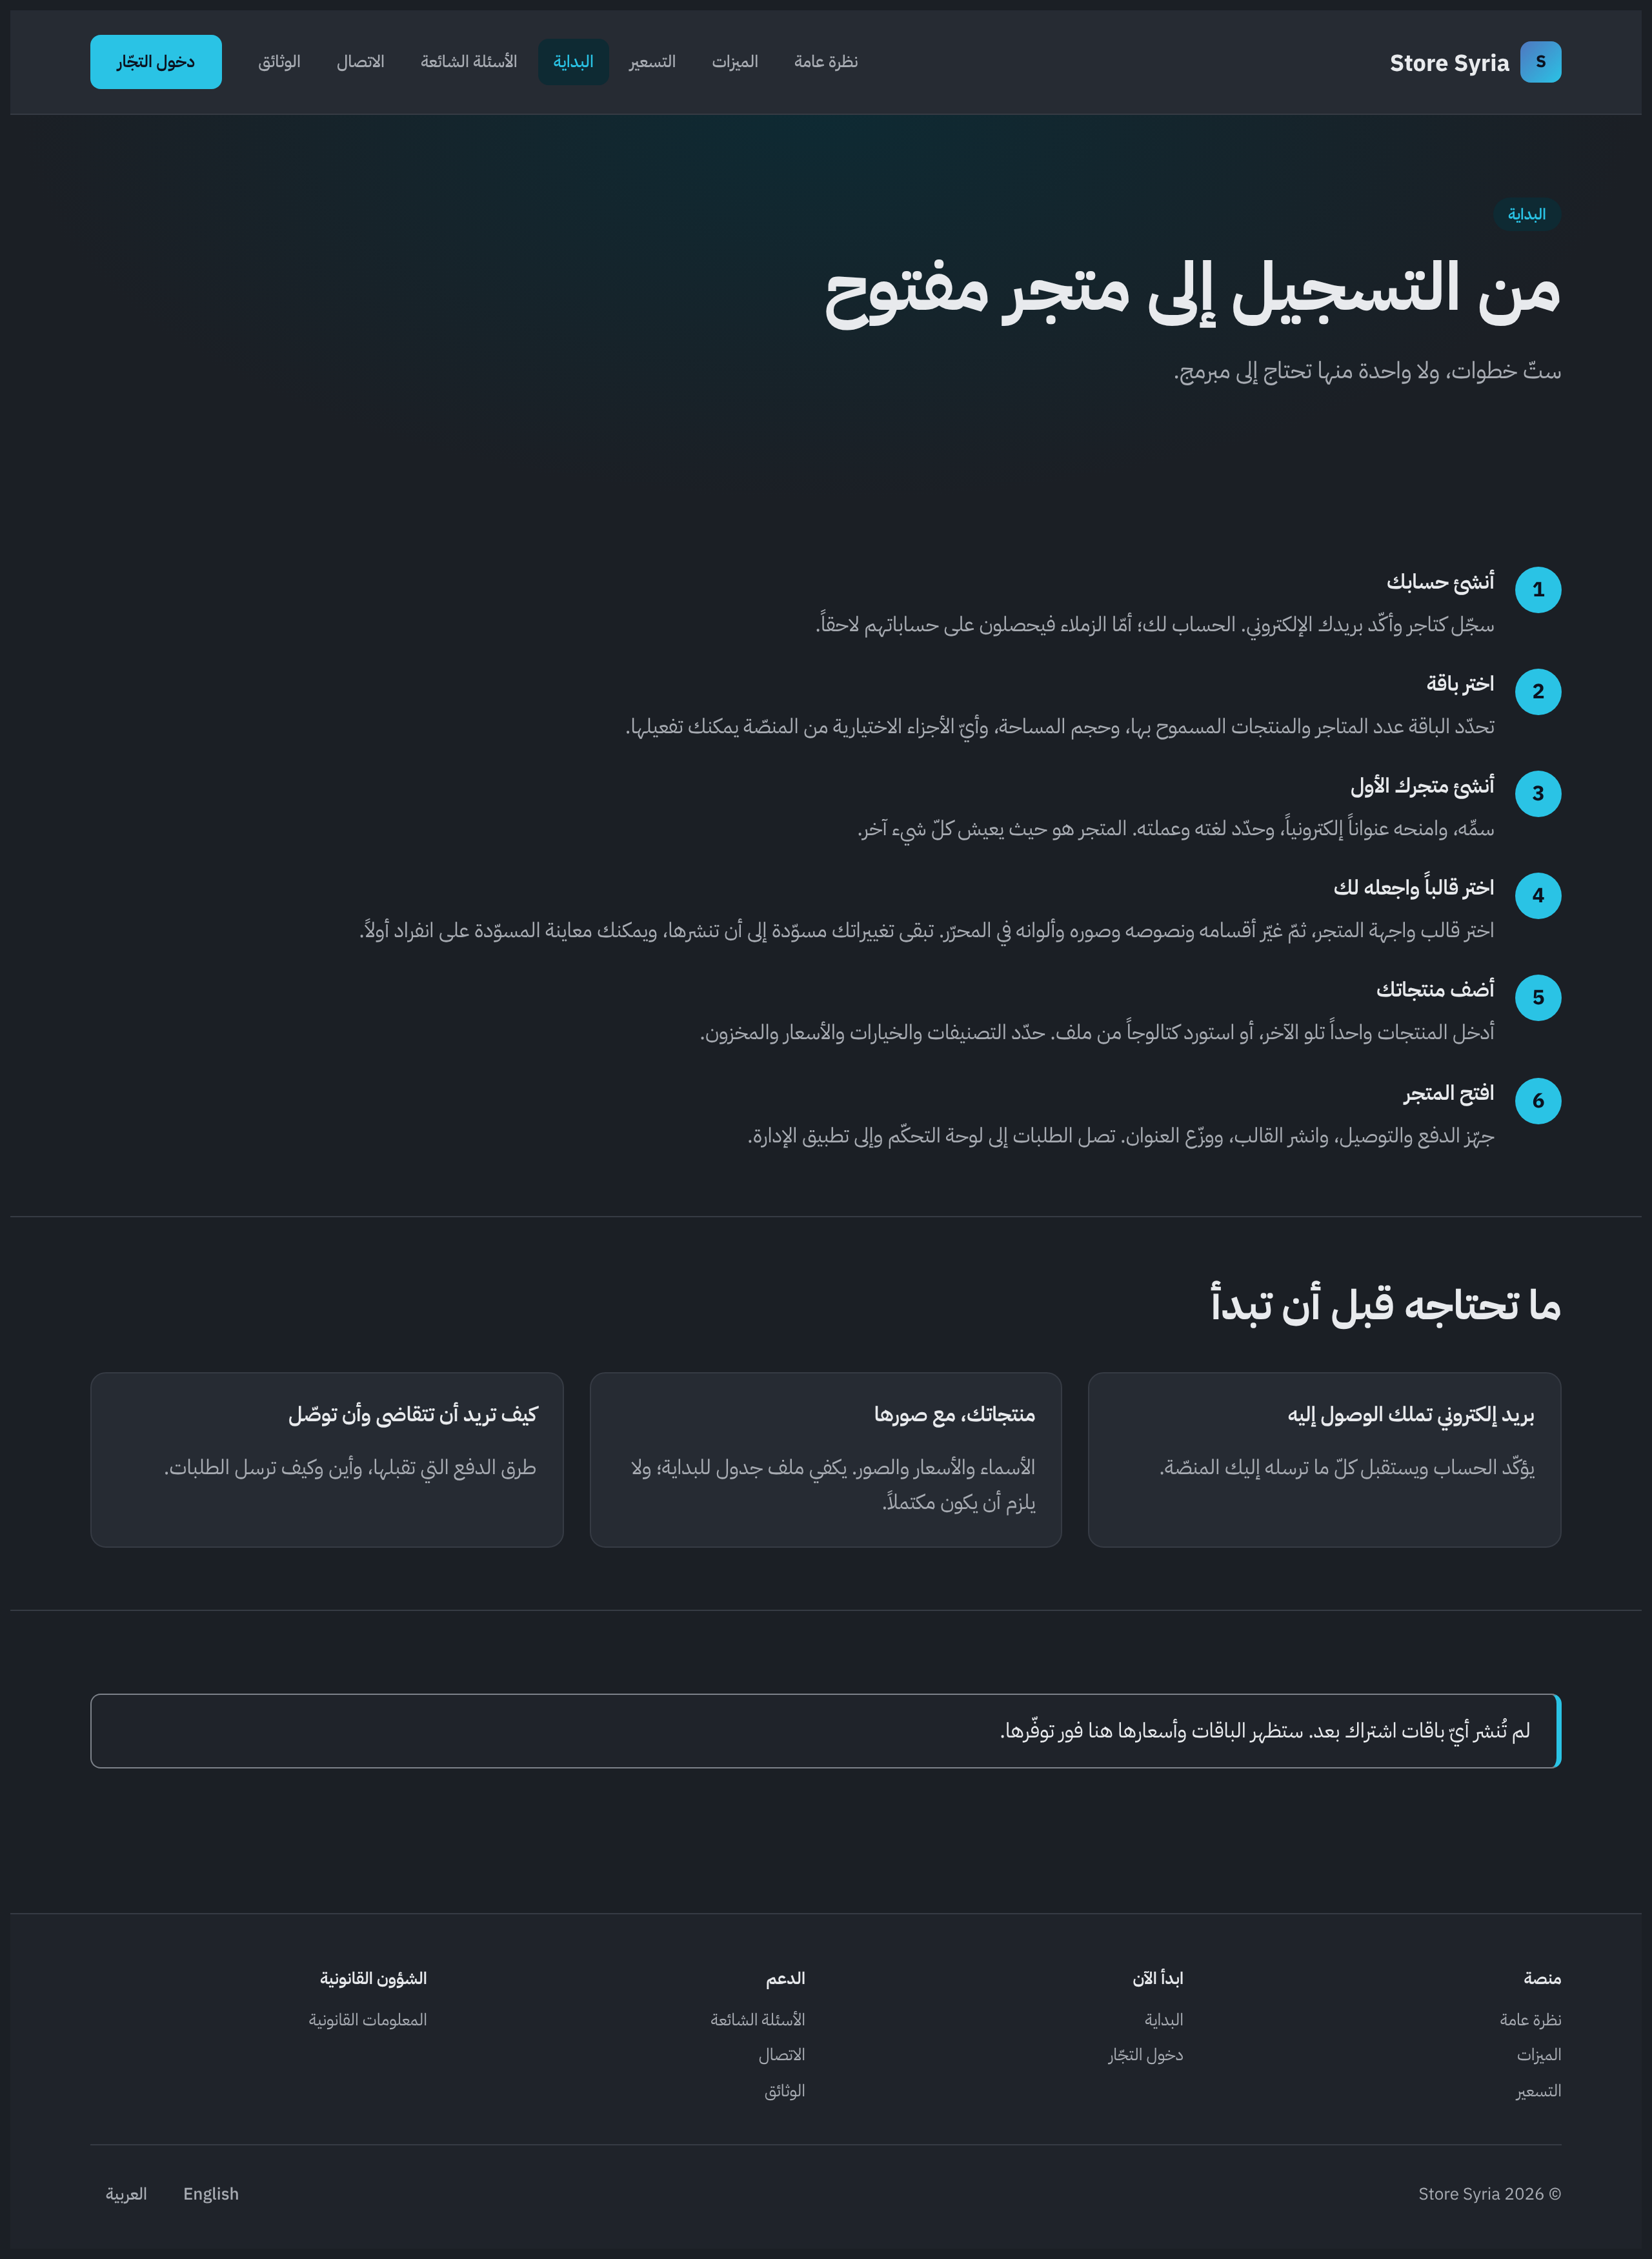 S
Store Syria
نظرة عامة
الميزات
التسعير
البداية
الأسئلة الشائعة
الاتصال
الوثائق
دخول التجّار
البداية
من التسجيل إلى متجر مفتوح
ستّ خطوات، ولا واحدة منها تحتاج إلى مبرمج.
1
أنشئ حسابك
سجّل كتاجر وأكّد بريدك الإلكتروني. الحساب لك؛ أمّا الزملاء فيحصلون على حساباتهم لاحقاً.
2
اختر باقة
تحدّد الباقة عدد المتاجر والمنتجات المسموح بها، وحجم المساحة، وأيّ الأجزاء الاختيارية من المنصّة يمكنك تفعيلها.
3
أنشئ متجرك الأول
سمِّه، وامنحه عنواناً إلكترونياً، وحدّد لغته وعملته. المتجر هو حيث يعيش كلّ شيء آخر.
4
اختر قالباً واجعله لك
اختر قالب واجهة المتجر، ثمّ غيّر أقسامه ونصوصه وصوره وألوانه في المحرّر. تبقى تغييراتك مسوّدة إلى أن تنشرها، ويمكنك معاينة المسوّدة على انفراد أولاً.
5
أضف منتجاتك
أدخل المنتجات واحداً تلو الآخر، أو استورد كتالوجاً من ملف. حدّد التصنيفات والخيارات والأسعار والمخزون.
6
افتح المتجر
جهّز الدفع والتوصيل، وانشر القالب، ووزّع العنوان. تصل الطلبات إلى لوحة التحكّم وإلى تطبيق الإدارة.
ما تحتاجه قبل أن تبدأ
بريد إلكتروني تملك الوصول إليه
يؤكّد الحساب ويستقبل كلّ ما ترسله إليك المنصّة.
منتجاتك، مع صورها
الأسماء والأسعار والصور. يكفي ملف جدول للبداية؛ ولا
يلزم أن يكون مكتملاً.
كيف تريد أن تتقاضى وأن توصّل
طرق الدفع التي تقبلها، وأين وكيف ترسل الطلبات.
لم تُنشر أيّ باقات اشتراك بعد. ستظهر الباقات وأسعارها هنا فور توفّرها.
منصة
نظرة عامة
الميزات
التسعير
ابدأ الآن
البداية
دخول التجّار
الدعم
الأسئلة الشائعة
الاتصال
الوثائق
الشؤون القانونية
المعلومات القانونية
© 2026 Store Syria
English
العربية